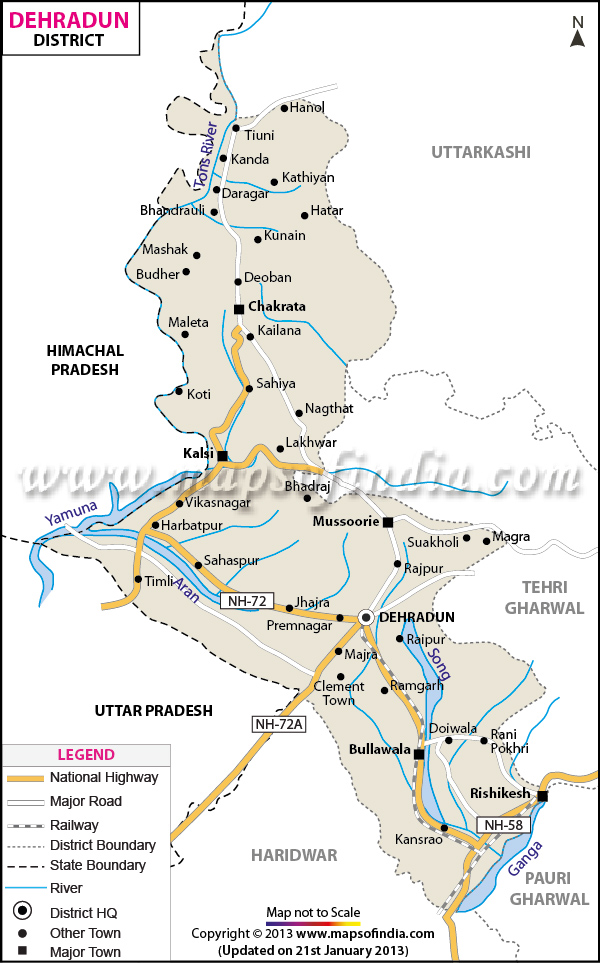 DEHRADUN
DISTRICT
N
Hanol
Tiuni
UTTARKASHI
Tons River
Kanda
Kathiyan
Daragar
Bhandrauli
Hatar
Kunain
Mashak
Budher
Deoban
Chakrata
Maleta
Kailana
HIMACHAL
PRADESH
Sahiya
Koti
Nagthat
Lakhwar
Kalsi
www.mapsofindia.com
Bhadraj
Vikasnagar
Yamuna
Mussoorie
Harbatpur
Suakholi
Magra
Sahaspur
Rajpur
Timli
Aran
TEHRI
GHARWAL
NH-72
Jhajra
Premnagar
DEHRADUN
Raipur
Song
Majra
Clement
Town
Ramgarh
UTTAR PRADESH
NH-72A
Doiwala
Rani
Pokhri
Bullawala
Rishikesh
NH-58
Kansrao
Ganga
HARIDWAR
PAURI
GHARWAL
LEGEND
National Highway
Major Road
Railway
District Boundary
State Boundary
River
District HQ
Other Town
Major Town
Map not to Scale
Copyright © 2013 www.mapsofindia.com
(Updated on 21st January 2013)